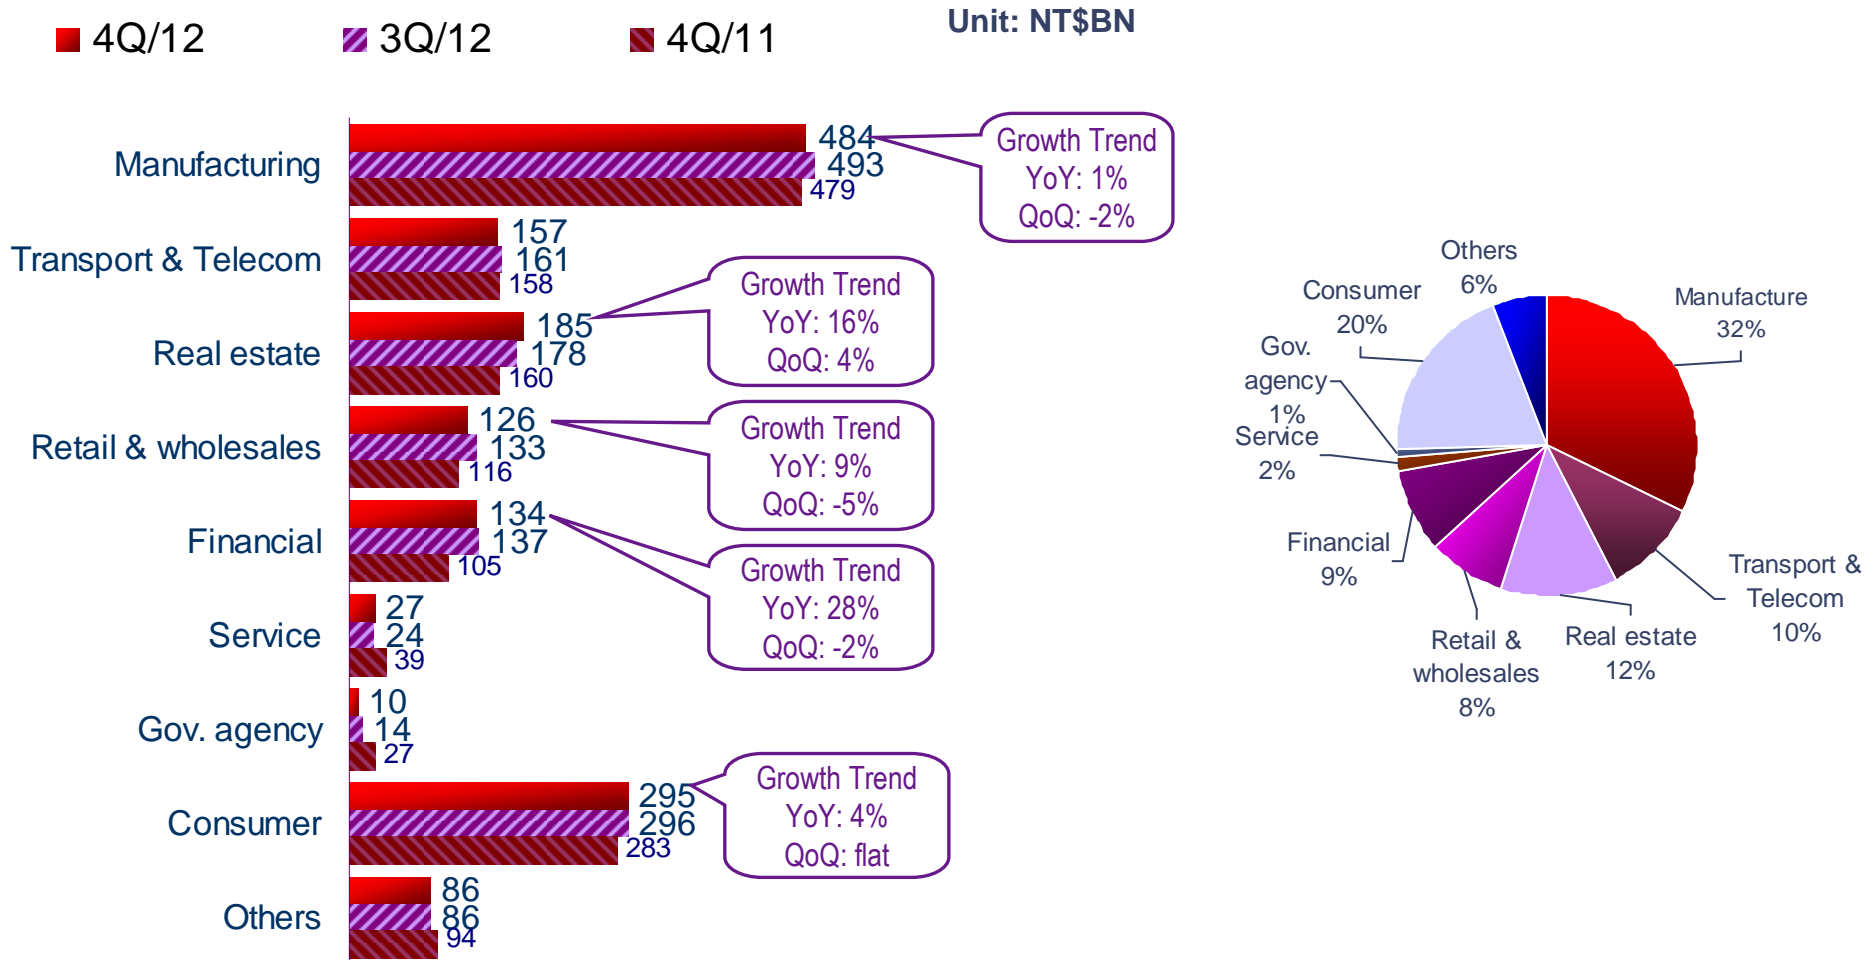 4Q/12
3Q/12
4Q/11
Unit: NT$BN
Manufacturing
484
493
479
Growth Trend
YoY: 1%
QoQ: -2%
Transport & Telecom
157
161
158
Real estate
185
178
160
Growth Trend
YoY: 16%
QoQ: 4%
Retail & wholesales
126
133
116
Growth Trend
YoY: 9%
QoQ: -5%
Financial
134
137
105
Growth Trend
YoY: 28%
QoQ: -2%
Service
27
24
39
Gov. agency
10
14
27
Consumer
295
296
283
Growth Trend
YoY: 4%
QoQ: flat
Others
86
86
94
Others
6%
Consumer
20%
Gov.
agency
1%
Service
2%
Financial
9%
Retail &
wholesales
8%
Real estate
12%
Transport &
Telecom
10%
Manufacture
32%